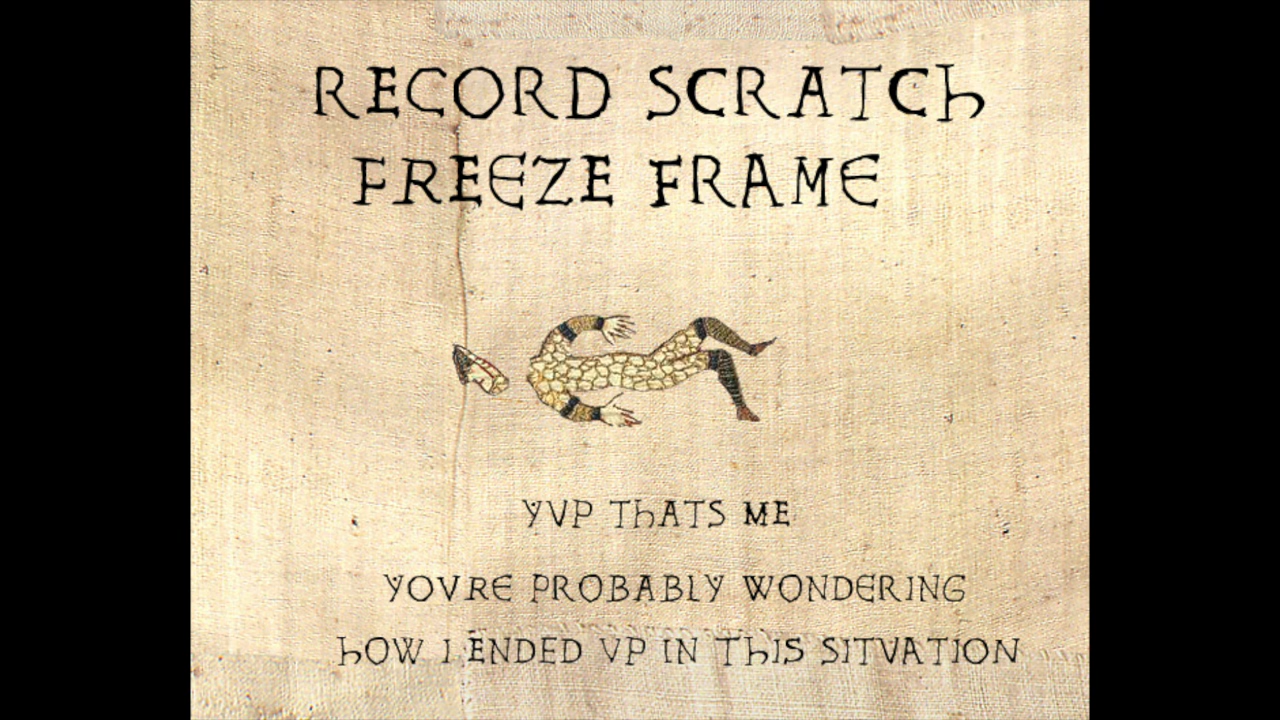 RECORD SCRATCH
FREEZE FRAME
YVP THATS ME
YOVRE PROBABLY WONDERING
HOW I ENDED VP IN THIS SITVATION